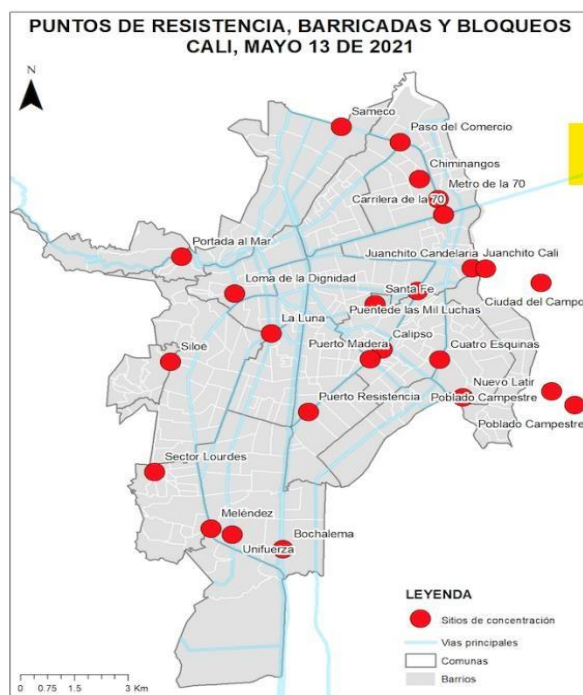 PUNTOS DE RESISTENCIA, BARRICADAS Y BLOQUEOS
CALI, MAYO 13 DE 2021
N
Sameco
Paso del Comercio
Chiminangos
Metro de la 70
Carrilera de la 70
Portada al Mar
Juanchito Candelaria
Juanchito Cali
Loma de la Dignidad
Santa Fe
Ciudad del Campo
Puentede las Mil Luchas
La Luna
Calipso
Puerto Madera
Cuatro Esquinas
Siloé
Nuevo Latir
Puerto Resistencia
Poblado Campestre
Poblado Campestre
Sector Lourdes
Meléndez
Bochalema
Unifuerza
LEYENDA
Sitios de concentración
Vias principales
Comunas
Barrios
0 0.75 1.5 3 Km